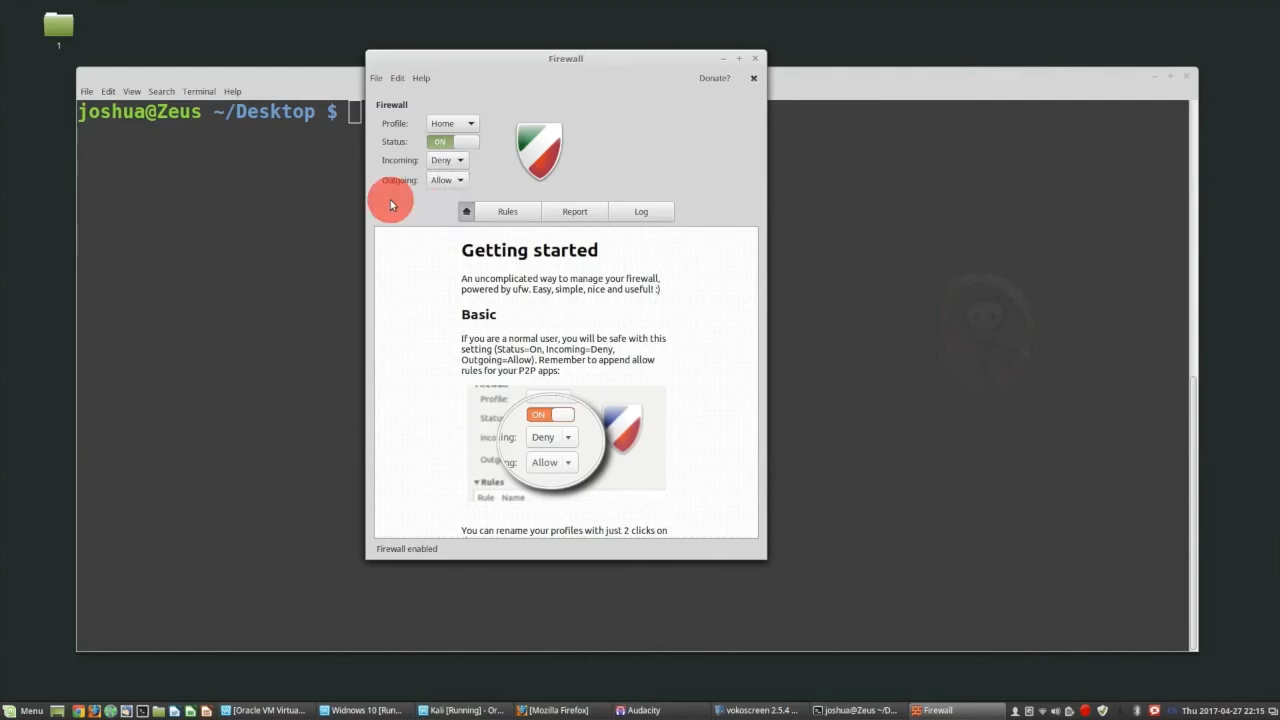 1
Firewall
File Edit Help Donate?
File Edit View Search Terminal Help
joshua@Zeus ~/Desktop $
Firewall
Profile: Home
Status: ON
Incoming: Deny
Outgoing: Allow
Rules Report Log
Getting started
An uncomplicated way to manage your firewall,
powered by ufw. Easy, simple, nice and useful! :)
Basic
If you are a normal user, you will be safe with this
setting (Status=On, Incoming=Deny,
Outgoing=Allow). Remember to append allow
rules for your P2P apps:
Profile:
Status ON
ing: Deny
g: Allow
Rules
Rule Name
You can rename your profiles with just 2 clicks on
Firewall enabled
Menu [Oracle VM Virtua... Widnows 10 [Run... Kali [Running] - Or... [Mozilla Firefox] Audacity vokoscreen 2.5.4 ... joshua@Zeus ~/D... Firewall Thu 2017-04-27 22:15